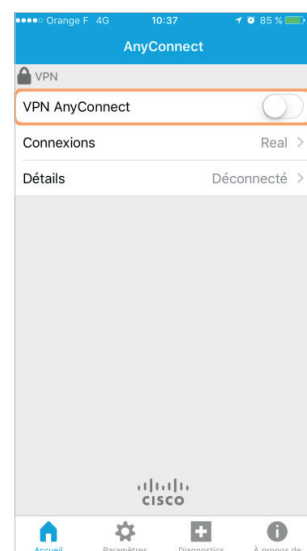 Orange F 4G 10:37 85 %
AnyConnect
VPN
VPN AnyConnect
Connexions Real
Détails Déconnecté
CISCO
Accueil Paramètres Diagnostics À propos de